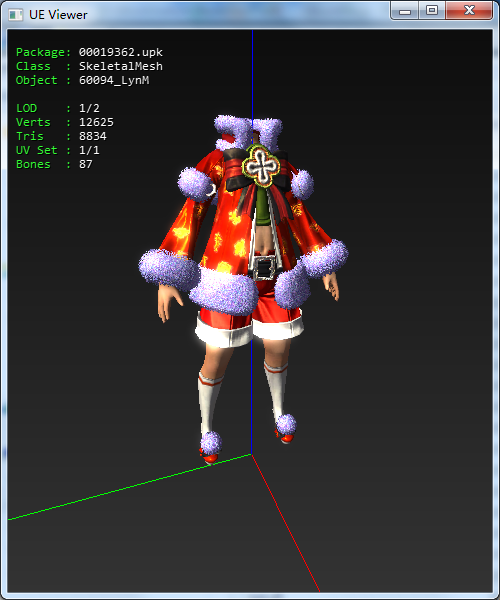 UE Viewer
Package: 00019362.upk
Class  : SkeletalMesh
Object : 60094_LynM
LOD    : 1/2
Verts  : 12625
Tris   : 8834
UV Set : 1/1
Bones  : 87